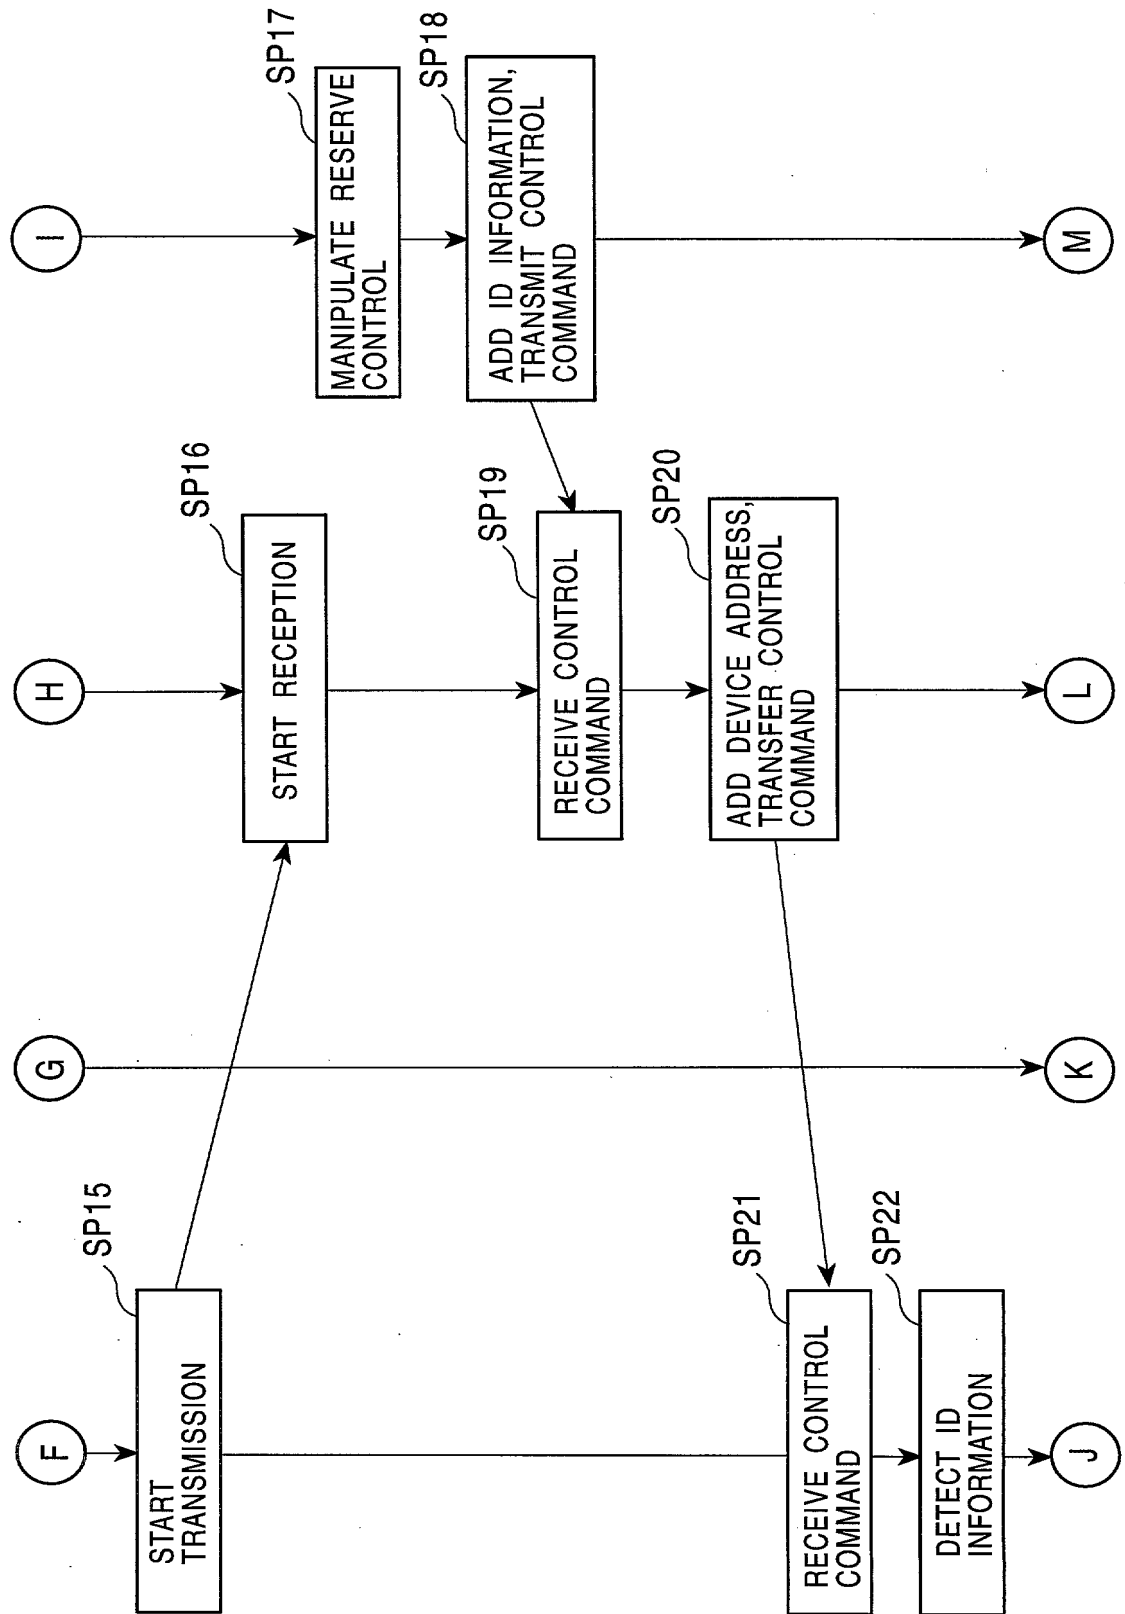 F
G
H
I
SP15
START
TRANSMISSION
SP16
START RECEPTION
SP17
MANIPULATE RESERVE
CONTROL
SP18
ADD ID INFORMATION,
TRANSMIT CONTROL
COMMAND
SP19
RECEIVE CONTROL
COMMAND
SP20
ADD DEVICE ADDRESS,
TRANSFER CONTROL
COMMAND
SP21
RECEIVE CONTROL
COMMAND
SP22
DETECT ID
INFORMATION
J
K
L
M